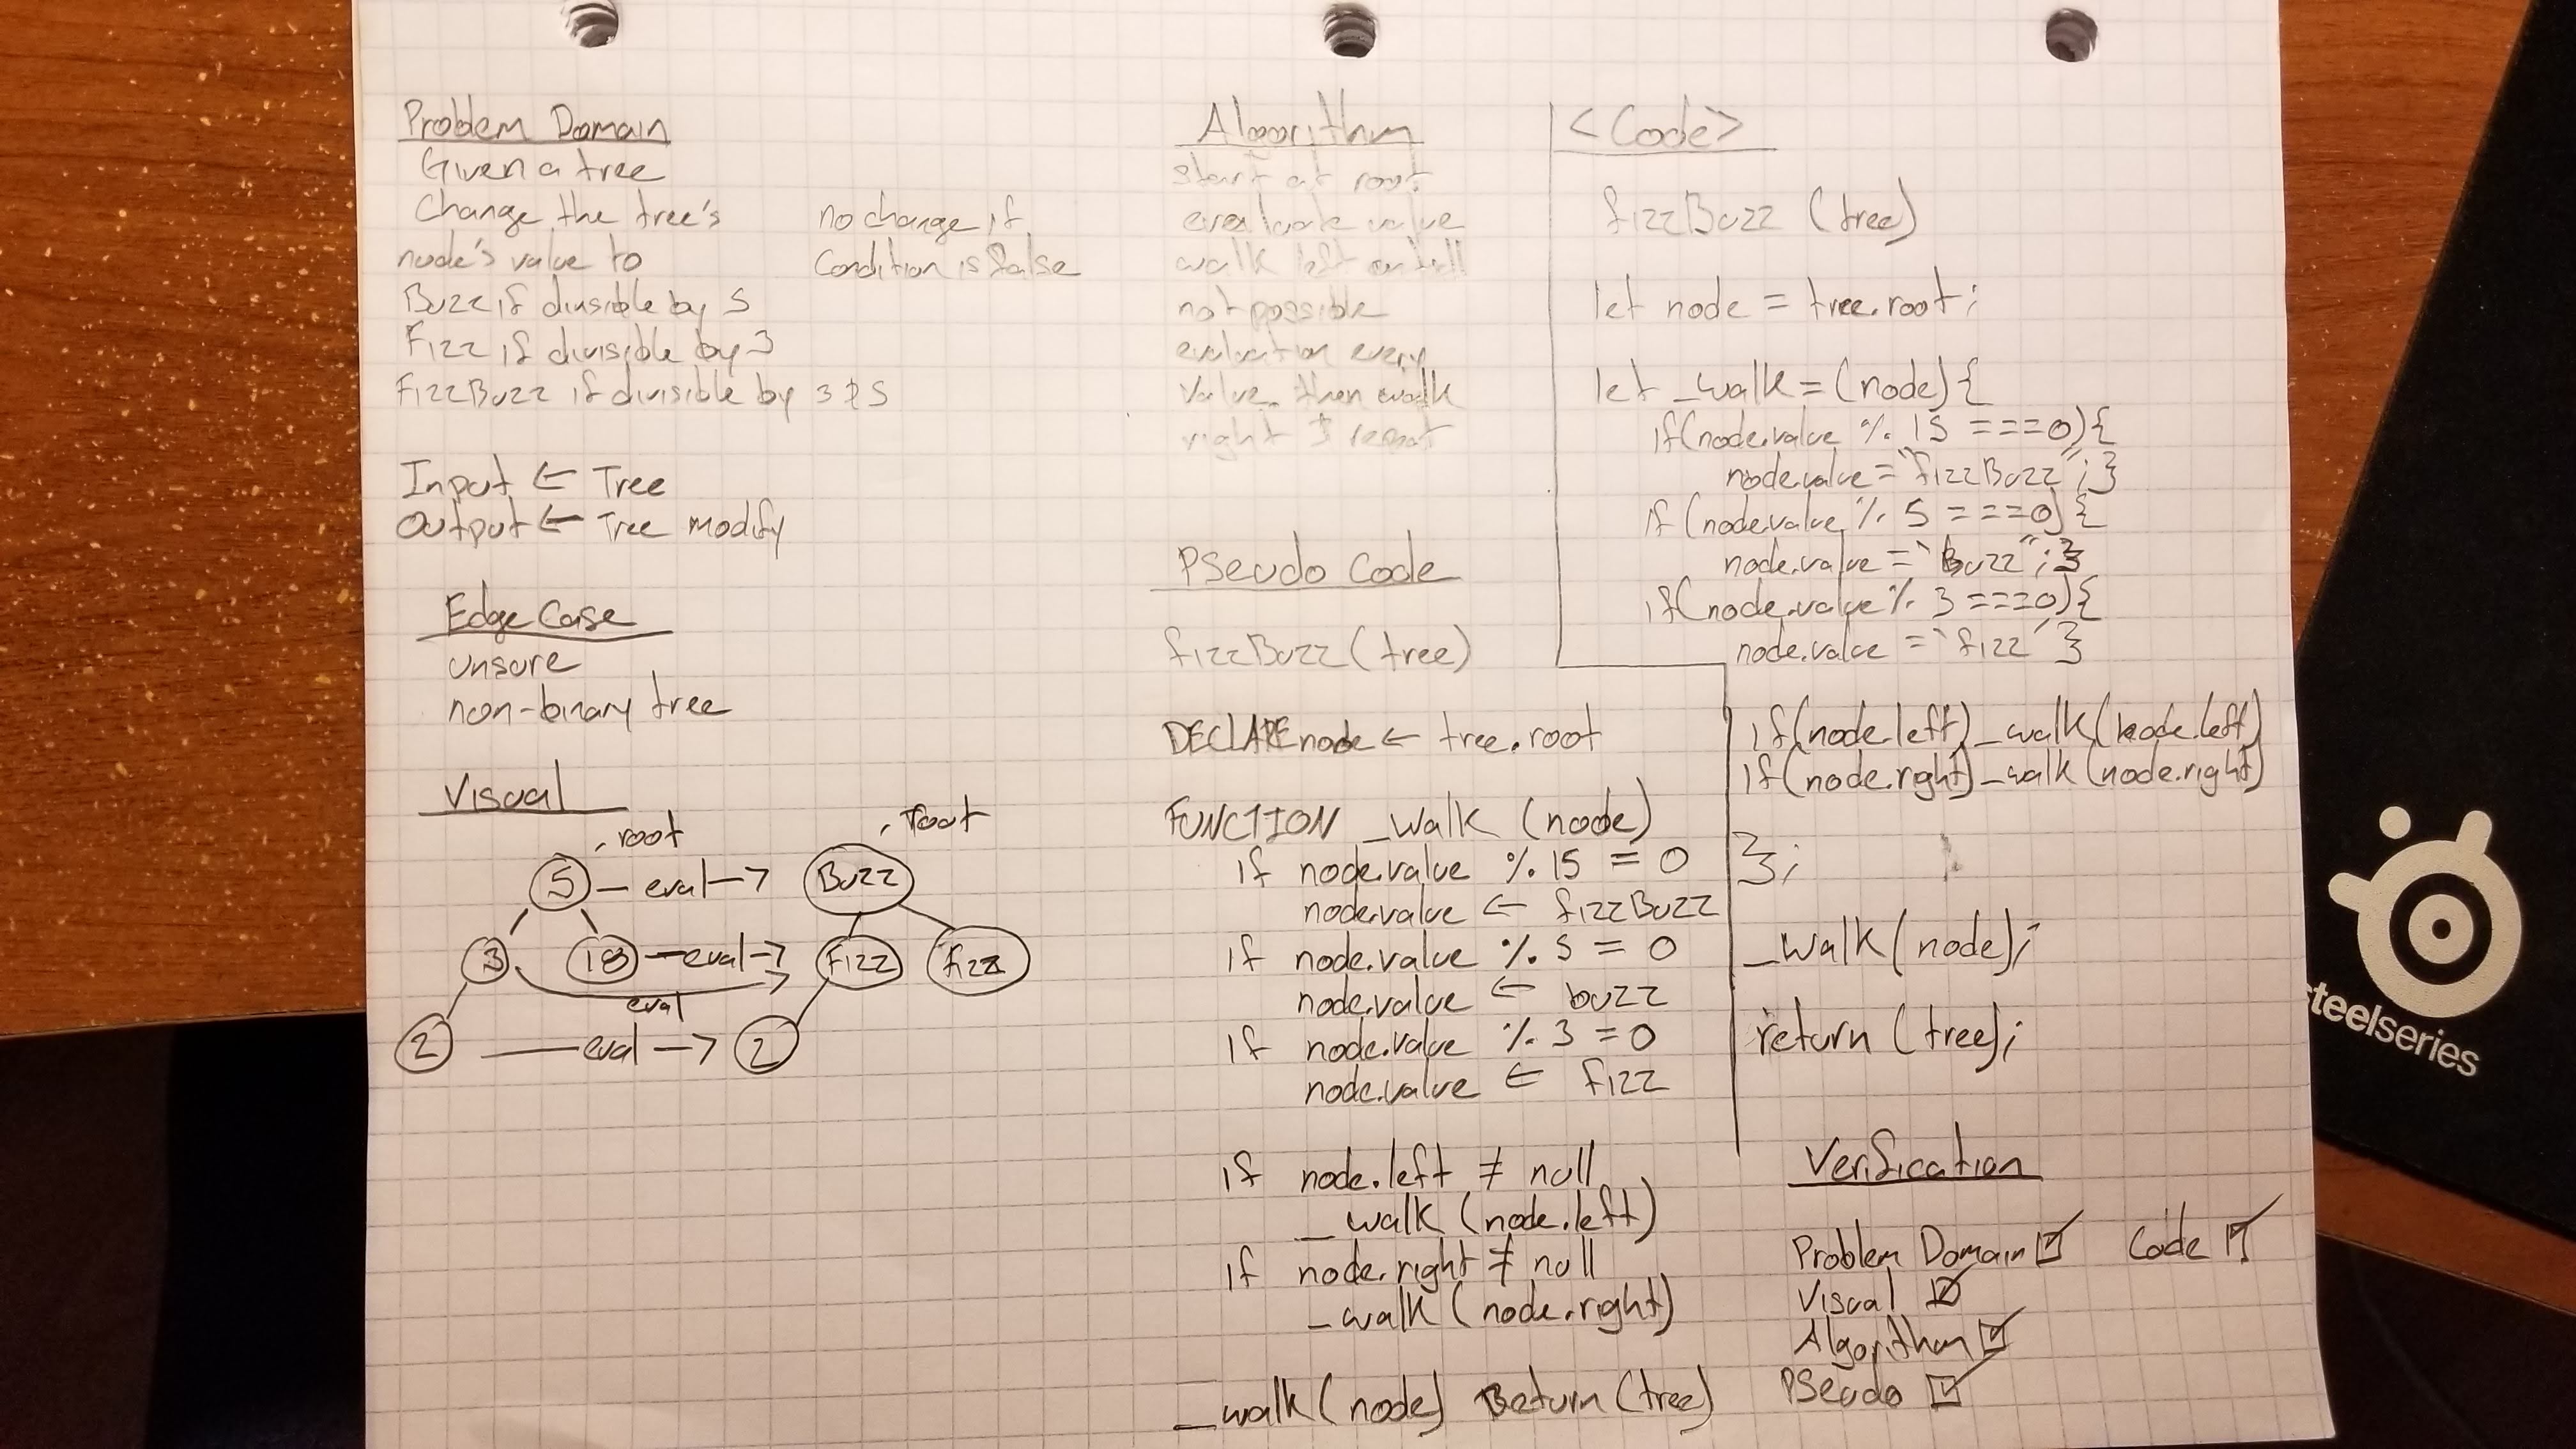 Problem Domain
Given a tree
Change the tree's
node's value to
Buzz if divisible by 5
Fizz if divisible by 3
FizzBuzz if divisible by 3 & 5
no change if
Condition is false
Input ← Tree
Output ← Tree modify
Edge Case
unsure
non-binary tree
Visual
.root
.root
5 — eval → Buzz
3 18 — eval → Fizz Fizz
eval
2 — eval → 2
Algorithm
start at root
evaluate value
walk left untill
not possible
evaluation every
value. then walk
right & repeat
PSeudo Code
fizzBuzz (tree)
DECLARE node ← tree.root
FUNCTION _walk (node)
if node.value % 15 = 0
node.value ← fizzBuzz
if node.value % 5 = 0
node.value ← buzz
if node.value % 3 = 0
node.value ← fizz
if node.left ≠ null
_walk (node.left)
if node.right ≠ null
_walk (node.right)
_walk (node) Return (tree)
<Code>
fizzBuzz (tree)
let node = tree.root;
let _walk = (node){
if(node.value % 15 === 0){
node.value = "fizzBuzz"; }
if (node.value % 5 === 0) {
node.value = `buzz"; }
if(node.value % 3 === 0){
node.value = `fizz' }
if(node.left)_walk(node.left)
if(node.right)_walk(node.right)
};
_walk(node);
return (tree);
Verification
Problem Domain ☑ Code ☑
Visual ☑
Algorithm ☑
PSeudo ☑
steelseries